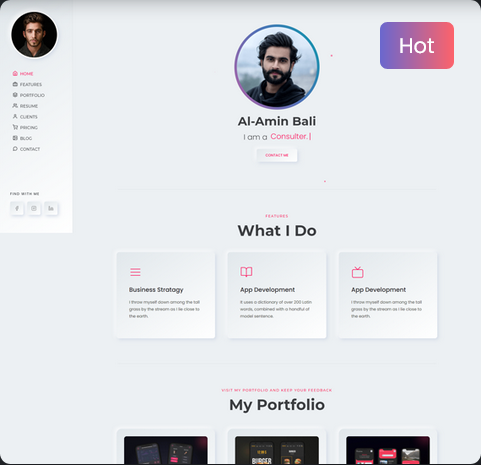 Hot
HOME
FEATURES
PORTFOLIO
RESUME
CLIENTS
PRICING
BLOG
CONTACT
FIND WITH ME
Al-Amin Bali
I am a Consulter.|
CONTACT ME
FEATURES
What I Do
Business Stratagy
I throw myself down among the tall
grass by the stream as I lie close to
the earth.
App Development
It uses a dictionary of over 200 Latin
words, combined with a handful of
model sentence.
App Development
I throw myself down among the tall
grass by the stream as I lie close to
the earth.
VISIT MY PORTFOLIO AND KEEP YOUR FEEDBACK
My Portfolio
BURGER